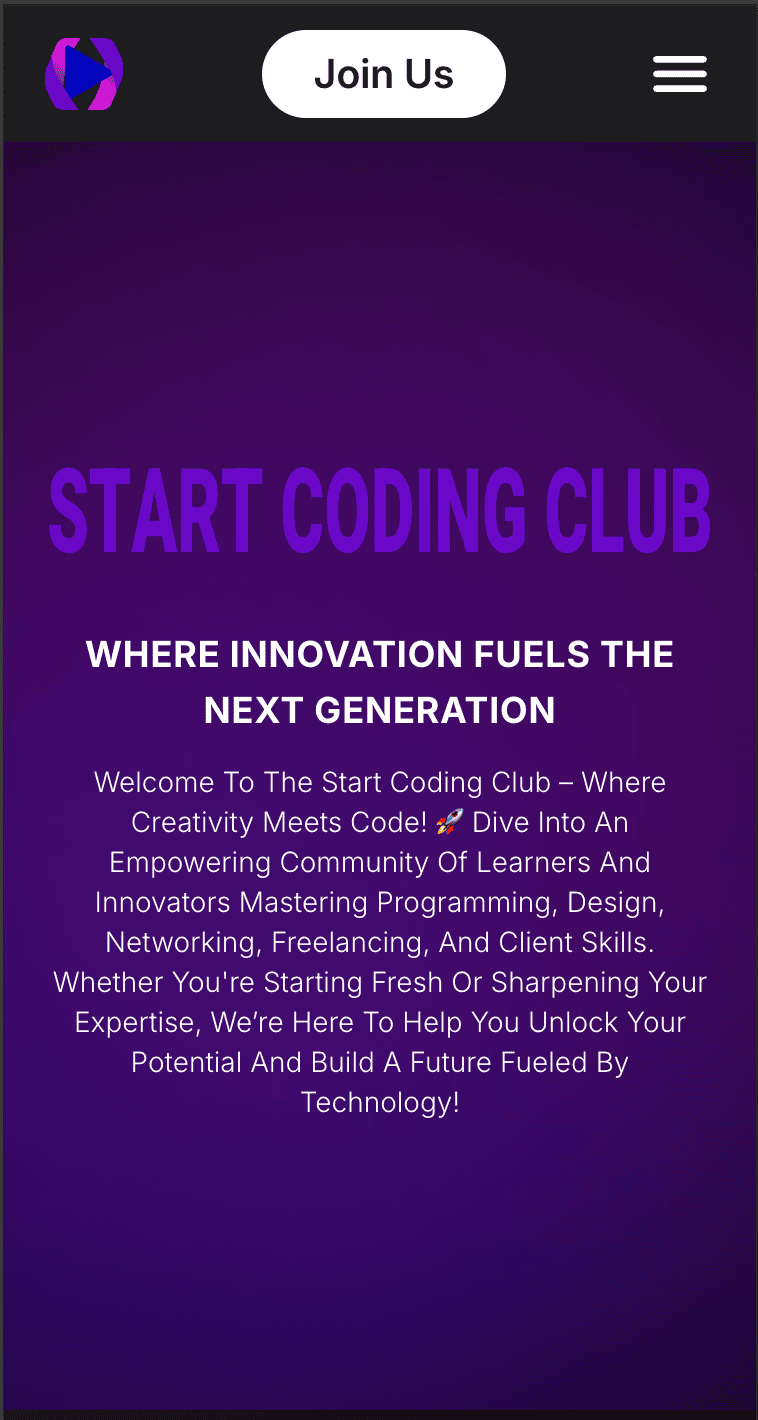 Join Us
START CODING CLUB
WHERE INNOVATION FUELS THE
NEXT GENERATION
Welcome To The Start Coding Club – Where
Creativity Meets Code! 🚀 Dive Into An
Empowering Community Of Learners And
Innovators Mastering Programming, Design,
Networking, Freelancing, And Client Skills.
Whether You're Starting Fresh Or Sharpening Your
Expertise, We’re Here To Help You Unlock Your
Potential And Build A Future Fueled By
Technology!